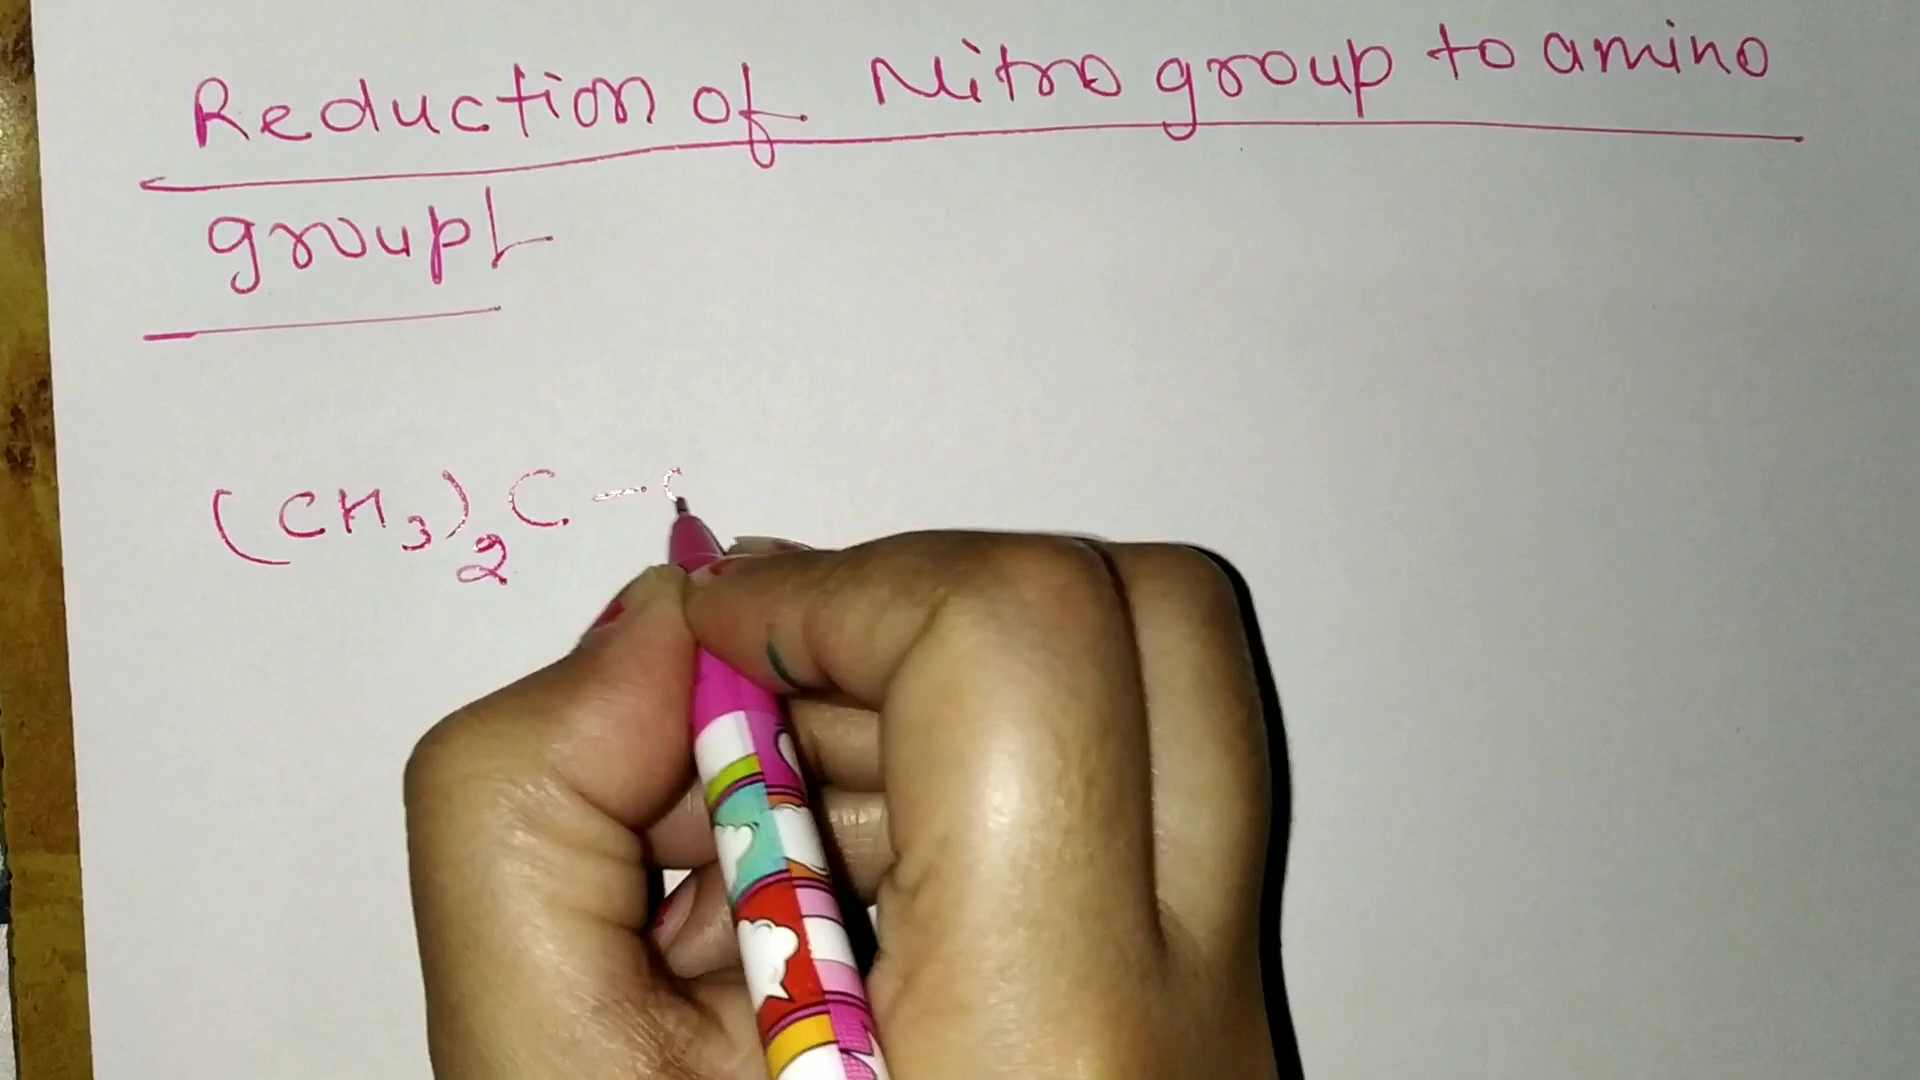 Reduction of Nitro group to amino
group:-
(CH3)2C - C